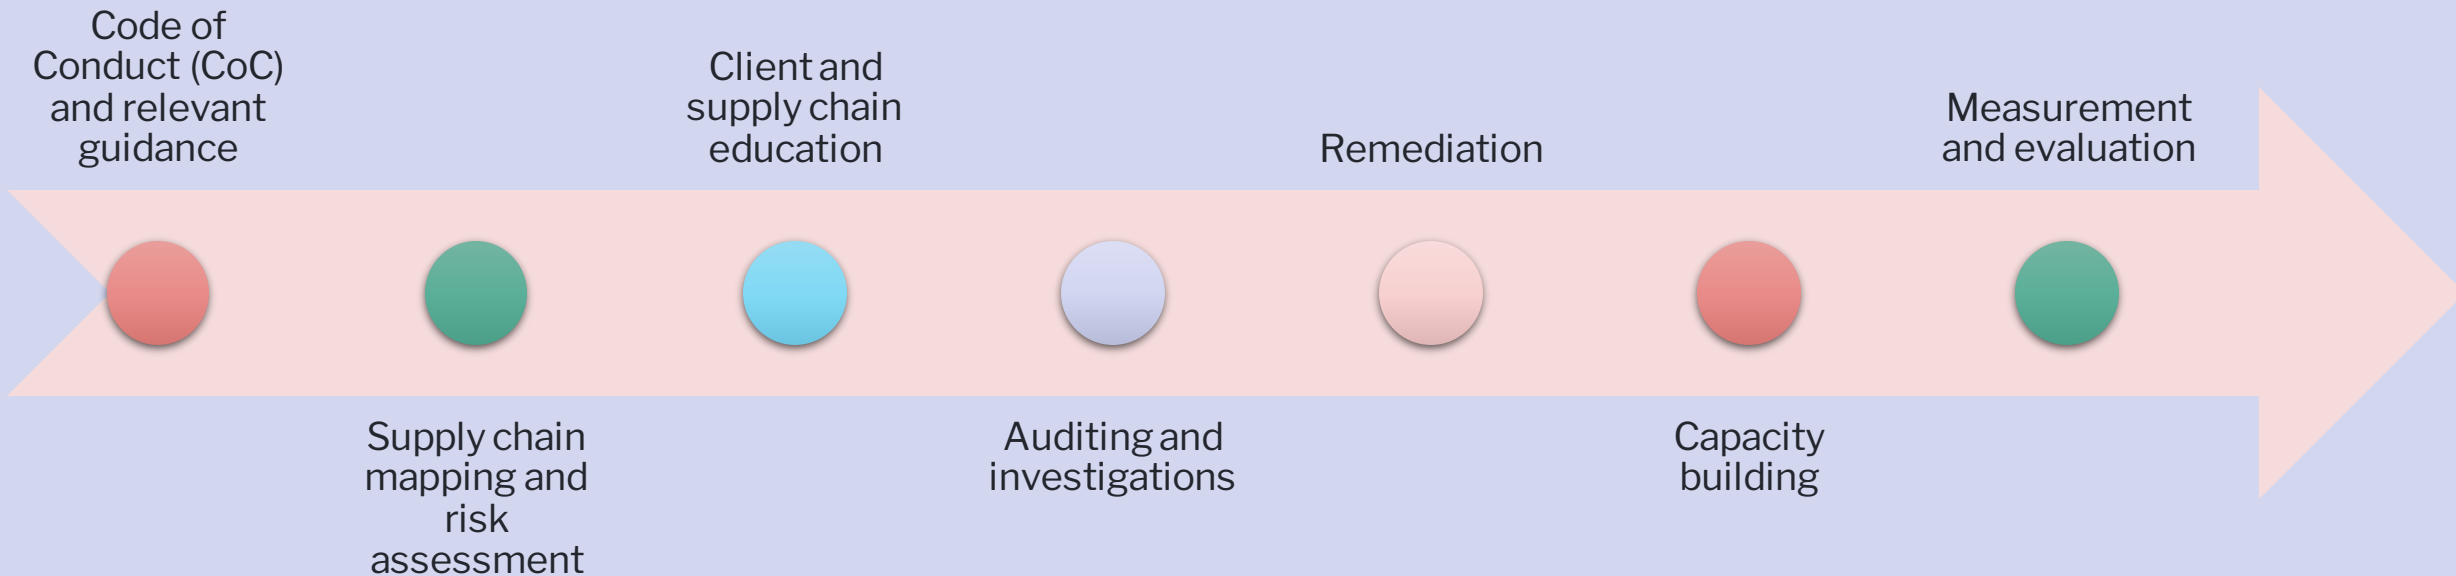 Code of
Conduct (CoC)
and relevant
guidance
Supply chain
mapping and
risk
assessment
Client and
supply chain
education
Auditing and
investigations
Remediation
Capacity
building
Measurement
and evaluation